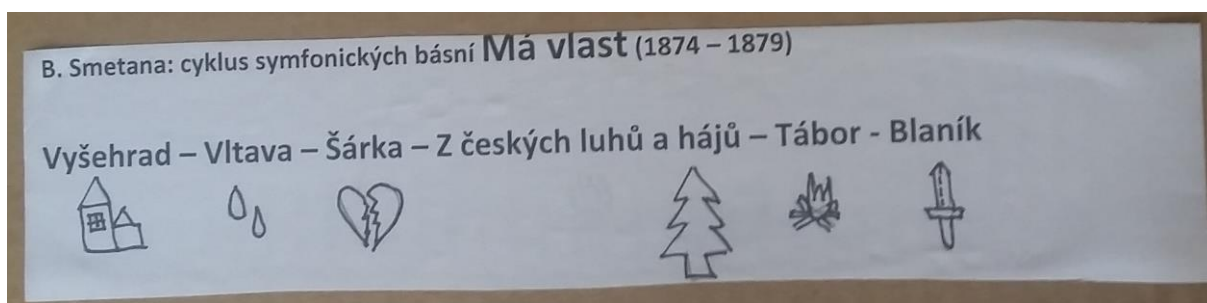 B. Smetana: cyklus symfonických básní Má vlast (1874 – 1879)
Vyšehrad – Vltava – Šárka – Z českých luhů a hájů – Tábor - Blaník